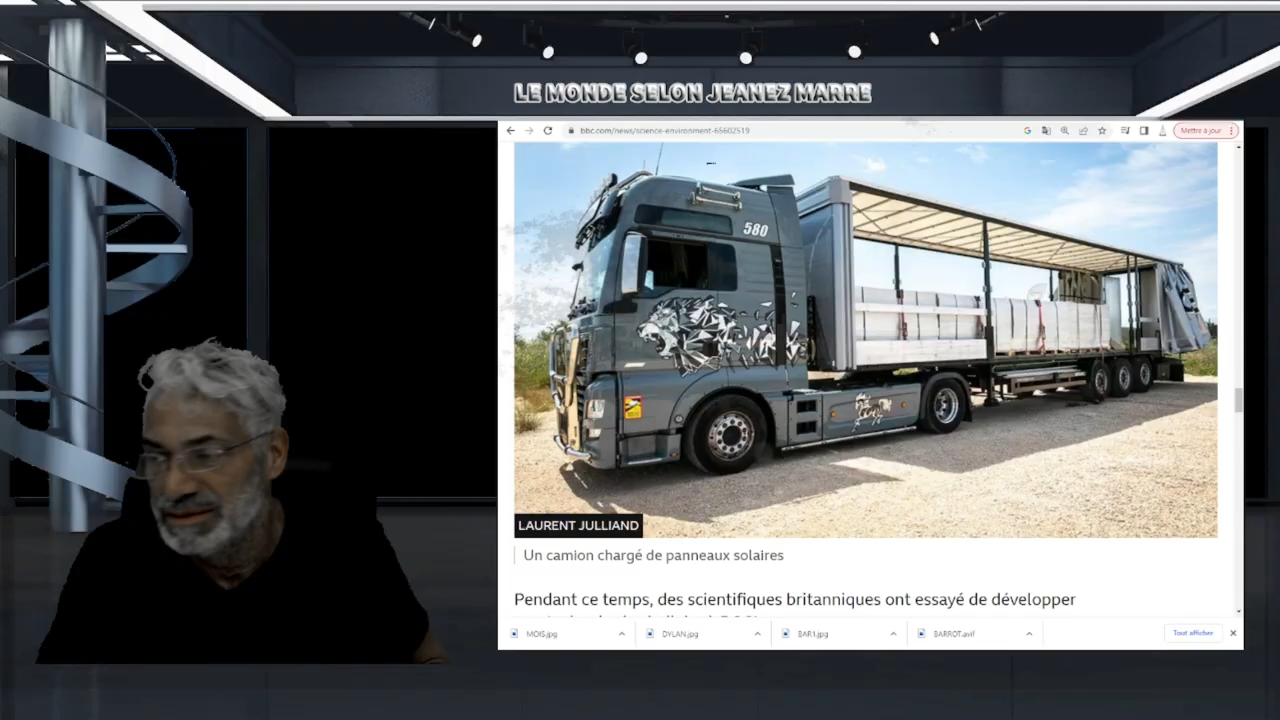 LE MONDE SELON JEANEZ MARRE
bbc.com/news/science-environment-65602519
Mettre à jour
580
LAURENT JULLIAND
Un camion chargé de panneaux solaires
Pendant ce temps, des scientifiques britanniques ont essayé de développer
MOIS.jpg
DYLAN.jpg
BAR1.jpg
BARROT.avif
Tout afficher